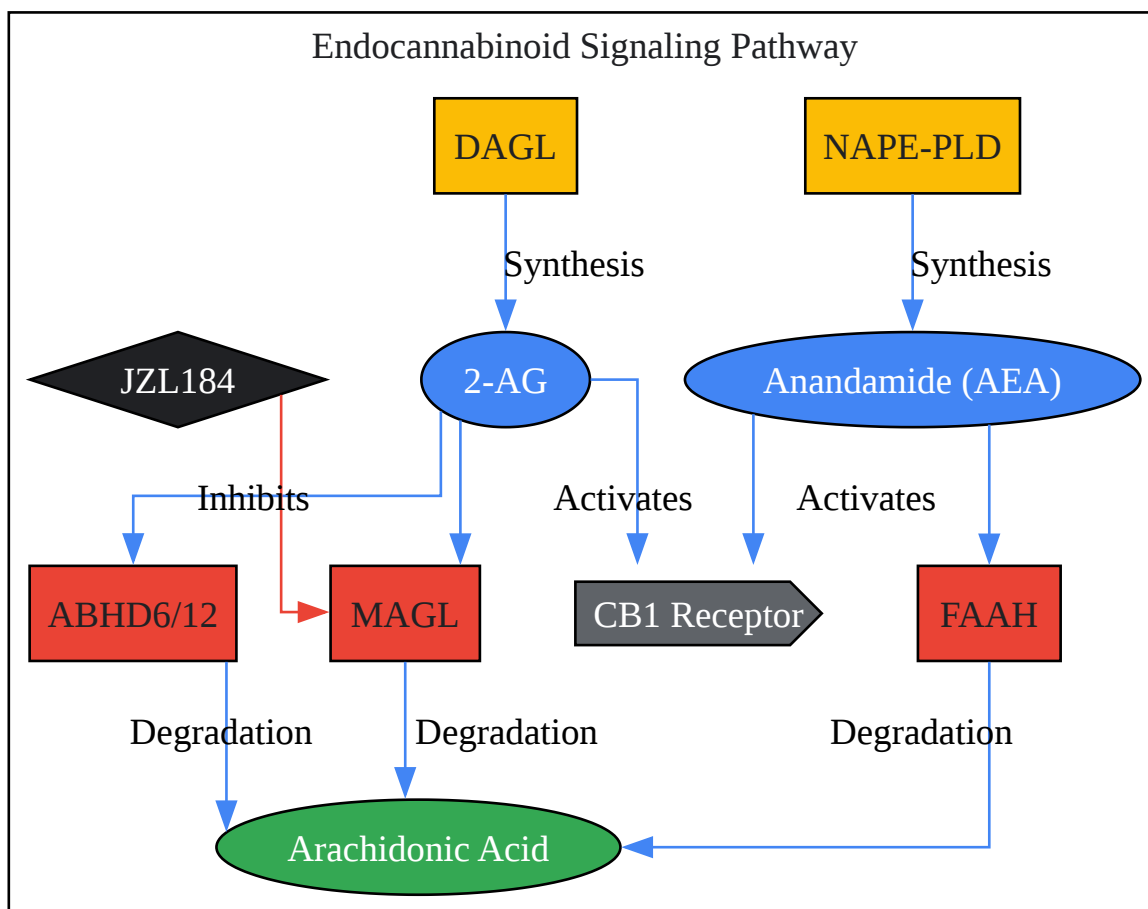 Endocannabinoid Signaling Pathway
DAGL
NAPE-PLD
Synthesis
Synthesis
JZL184
2-AG
Anandamide (AEA)
Inhibits
Activates
Activates
ABHD6/12
MAGL
CB1 Receptor
FAAH
Degradation
Degradation
Degradation
Arachidonic Acid